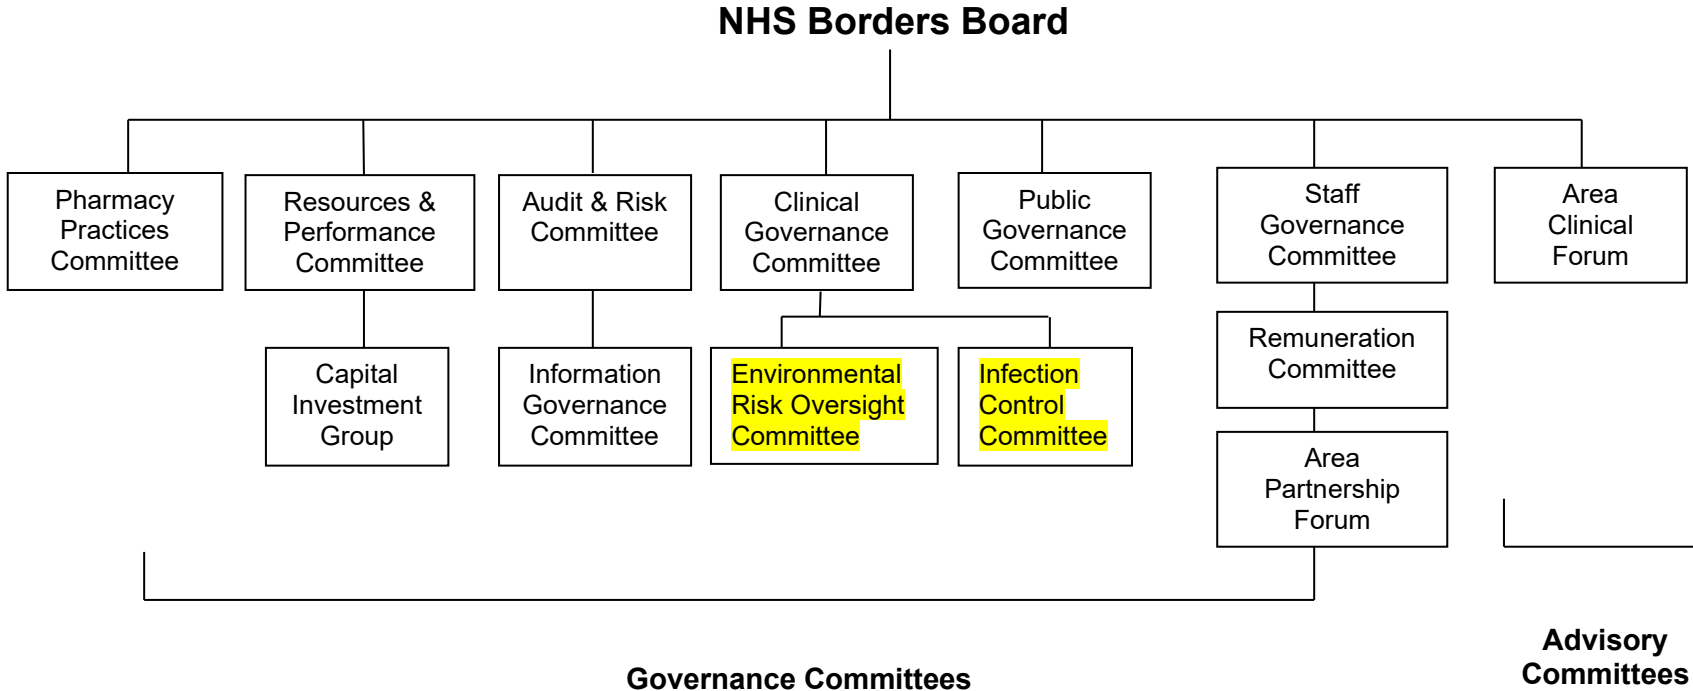 NHS Borders Board
Pharmacy
Practices
Committee
Resources &
Performance
Committee
Audit & Risk
Committee
Clinical
Governance
Committee
Public
Governance
Committee
Staff
Governance
Committee
Area
Clinical
Forum
Capital
Investment
Group
Information
Governance
Committee
Environmental
Risk Oversight
Committee
Infection
Control
Committee
Remuneration
Committee
Area
Partnership
Forum
Governance Committees
Advisory
Committees